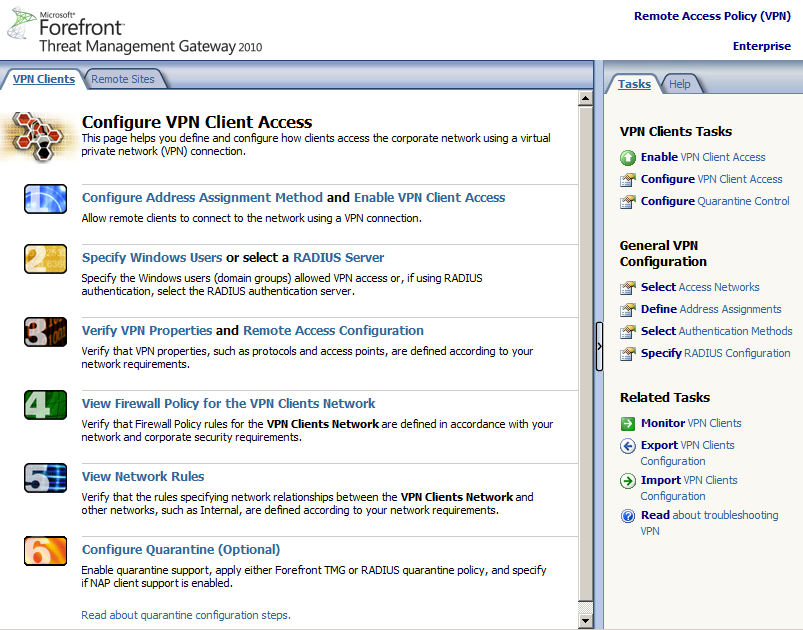 Microsoft®
Forefront™
Threat Management Gateway 2010
Remote Access Policy (VPN)
Enterprise
VPN Clients
Remote Sites
Configure VPN Client Access
This page helps you define and configure how clients access the corporate network using a virtual
private network (VPN) connection.
1
Configure Address Assignment Method and Enable VPN Client Access
Allow remote clients to connect to the network using a VPN connection.
2
Specify Windows Users or select a RADIUS Server
Specify the Windows users (domain groups) allowed VPN access or, if using RADIUS
authentication, select the RADIUS authentication server.
3
Verify VPN Properties and Remote Access Configuration
Verify that VPN properties, such as protocols and access points, are defined according to your
network requirements.
4
View Firewall Policy for the VPN Clients Network
Verify that Firewall Policy rules for the VPN Clients Network are defined in accordance with your
network and corporate security requirements.
5
View Network Rules
Verify that the rules specifying network relationships between the VPN Clients Network and
other networks, such as Internal, are defined according to your network requirements.
6
Configure Quarantine (Optional)
Enable quarantine support, apply either Forefront TMG or RADIUS quarantine policy, and specify
if NAP client support is enabled.
Read about quarantine configuration steps.
Tasks
Help
VPN Clients Tasks
Enable VPN Client Access
Configure VPN Client Access
Configure Quarantine Control
General VPN
Configuration
Select Access Networks
Define Address Assignments
Select Authentication Methods
Specify RADIUS Configuration
Related Tasks
Monitor VPN Clients
Export VPN Clients
Configuration
Import VPN Clients
Configuration
Read about troubleshooting
VPN